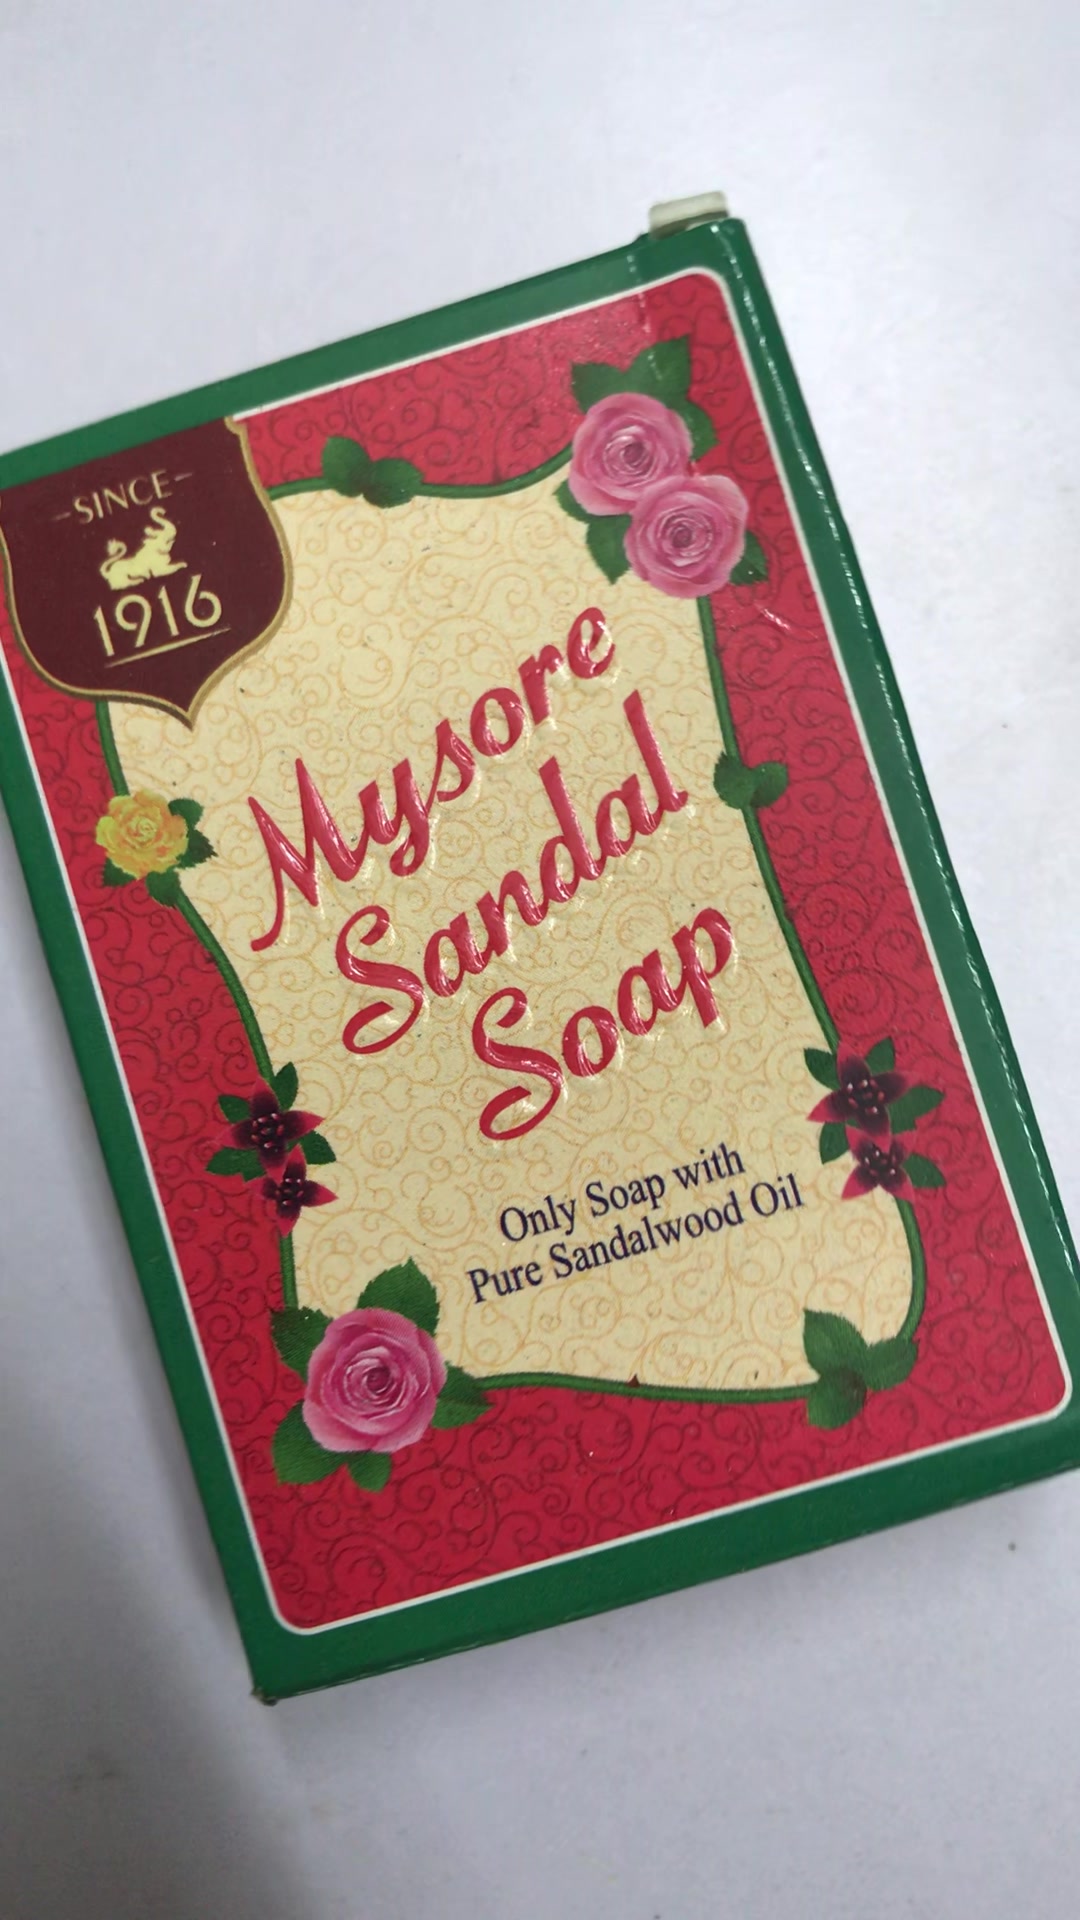 -SINCE-
1916
Mysore
Sandal
Soap
Only Soap with
Pure Sandalwood Oil